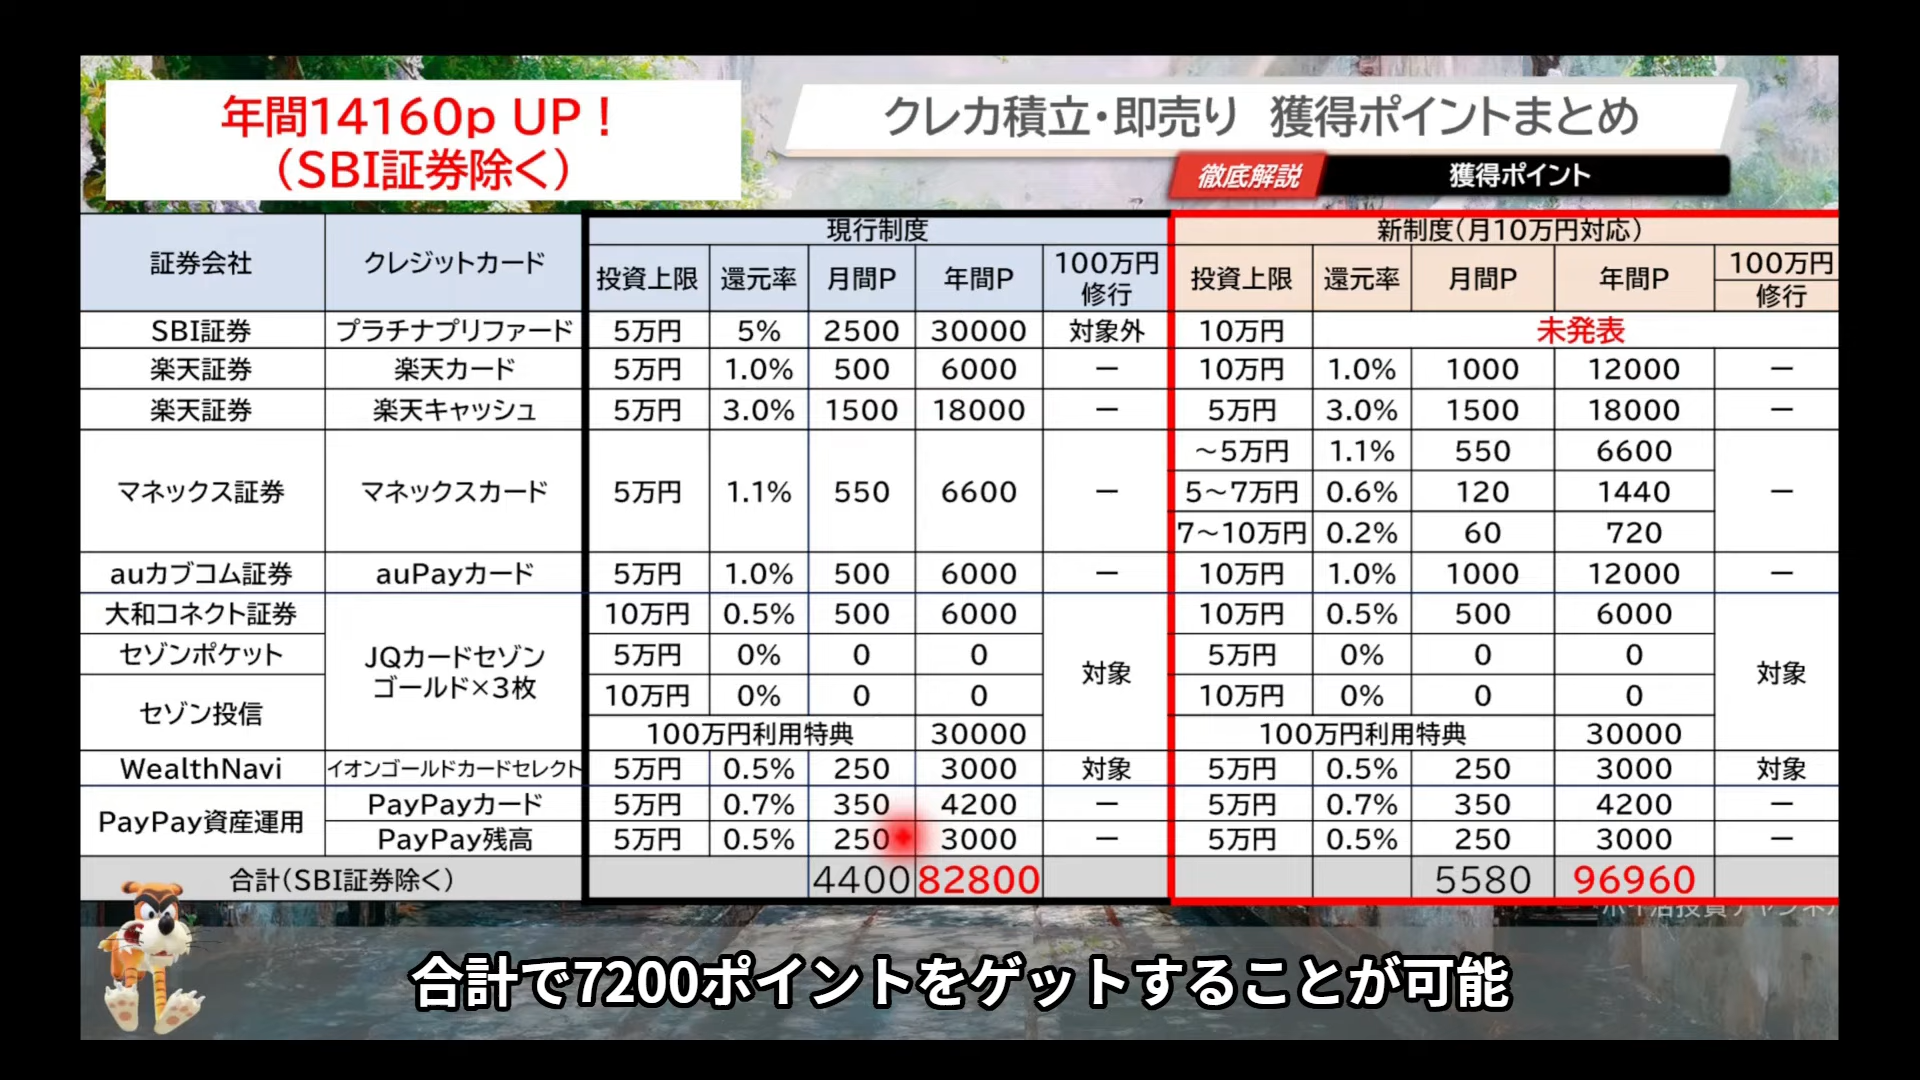 年間14160p UP！
（SBI証券除く）
クレカ積立・即売り 獲得ポイントまとめ
徹底解説 獲得ポイント
証券会社 クレジットカード 現行制度 新制度（月10万円対応）
投資上限 還元率 月間P 年間P 100万円修行 投資上限 還元率 月間P 年間P 100万円修行
SBI証券 プラチナプリファード 5万円 5% 2500 30000 対象外 10万円 未発表
楽天証券 楽天カード 5万円 1.0% 500 6000 ー 10万円 1.0% 1000 12000 ー
楽天証券 楽天キャッシュ 5万円 3.0% 1500 18000 ー 5万円 3.0% 1500 18000 ー
マネックス証券 マネックスカード 5万円 1.1% 550 6600 ー ～5万円 1.1% 550 6600 ー
5～7万円 0.6% 120 1440
7～10万円 0.2% 60 720
auカブコム証券 auPayカード 5万円 1.0% 500 6000 ー 10万円 1.0% 1000 12000 ー
大和コネクト証券 JQカードセゾンゴールド×3枚 10万円 0.5% 500 6000 対象 10万円 0.5% 500 6000 対象
セゾンポケット 5万円 0% 0 0 5万円 0% 0 0
セゾン投信 10万円 0% 0 0 10万円 0% 0 0
100万円利用特典 30000 100万円利用特典 30000
WealthNavi イオンゴールドカードセレクト 5万円 0.5% 250 3000 対象 5万円 0.5% 250 3000 対象
PayPay資産運用 PayPayカード 5万円 0.7% 350 4200 ー 5万円 0.7% 350 4200 ー
PayPay残高 5万円 0.5% 250 3000 ー 5万円 0.5% 250 3000 ー
合計（SBI証券除く） 4400 82800 5580 96960
合計で7200ポイントをゲットすることが可能